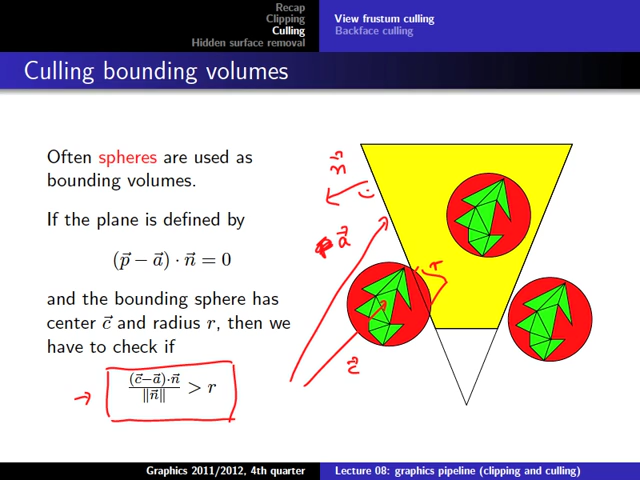 Recap
Clipping
Culling
Hidden surface removal
View frustum culling
Backface culling
Culling bounding volumes
Often spheres are used as
bounding volumes.
If the plane is defined by
(p⃗ − a⃗) · n⃗ = 0
and the bounding sphere has
center c⃗ and radius r, then we
have to check if
(c⃗−a⃗)·n⃗ / ‖n⃗‖ > r
n⃗
a⃗
r
c⃗
Graphics 2011/2012, 4th quarter
Lecture 08: graphics pipeline (clipping and culling)